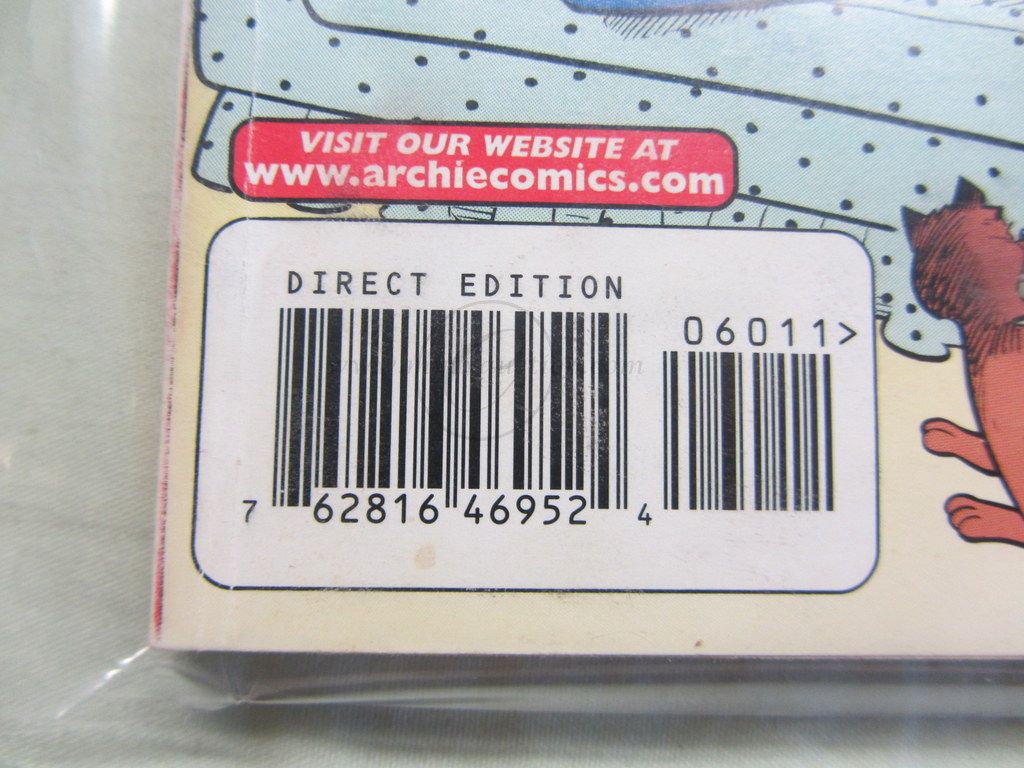 VISIT OUR WEBSITE AT
www.archiecomics.com
DIRECT EDITION
06011>
7 62816 46952 4